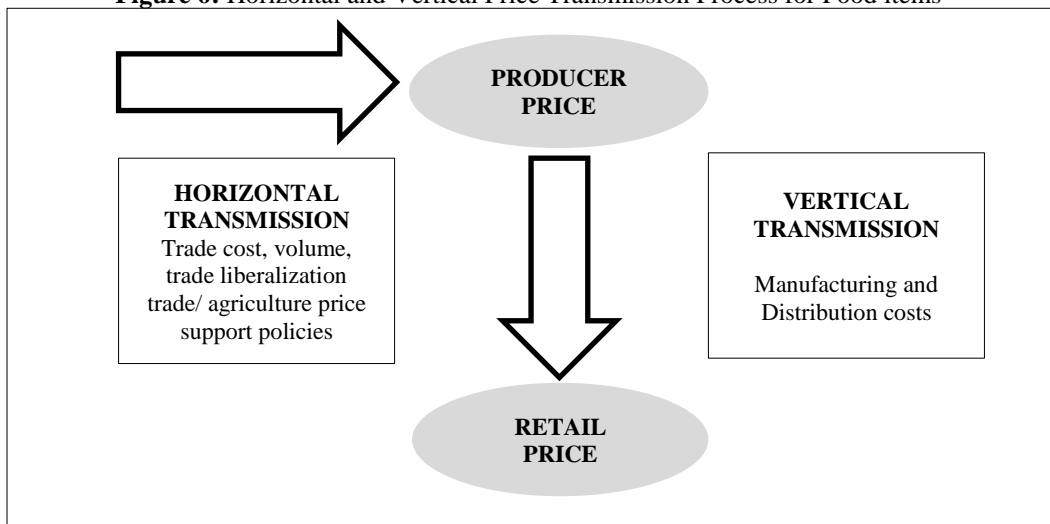 Figure 6: Horizontal and Vertical Price Transmission Process for Food Items
PRODUCER
PRICE
HORIZONTAL
TRANSMISSION
Trade cost, volume,
trade liberalization
trade/ agriculture price
support policies
VERTICAL
TRANSMISSION
Manufacturing and
Distribution costs
RETAIL
PRICE